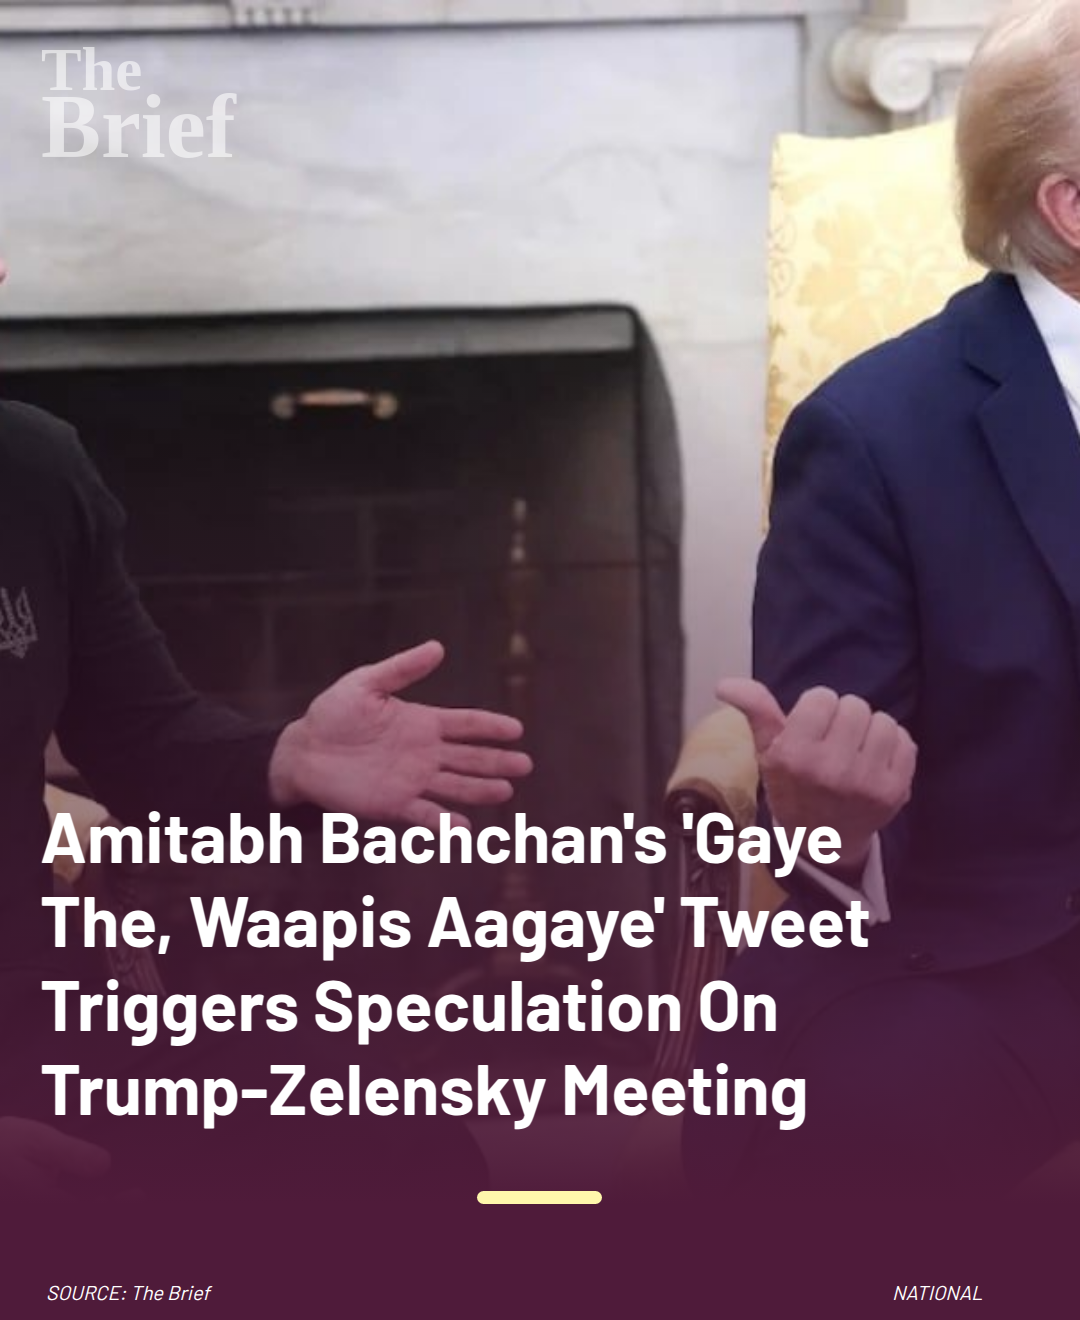 The
Brief
Amitabh Bachchan's 'Gaye
The, Waapis Aagaye' Tweet
Triggers Speculation On
Trump-Zelensky Meeting
SOURCE: The Brief
NATIONAL